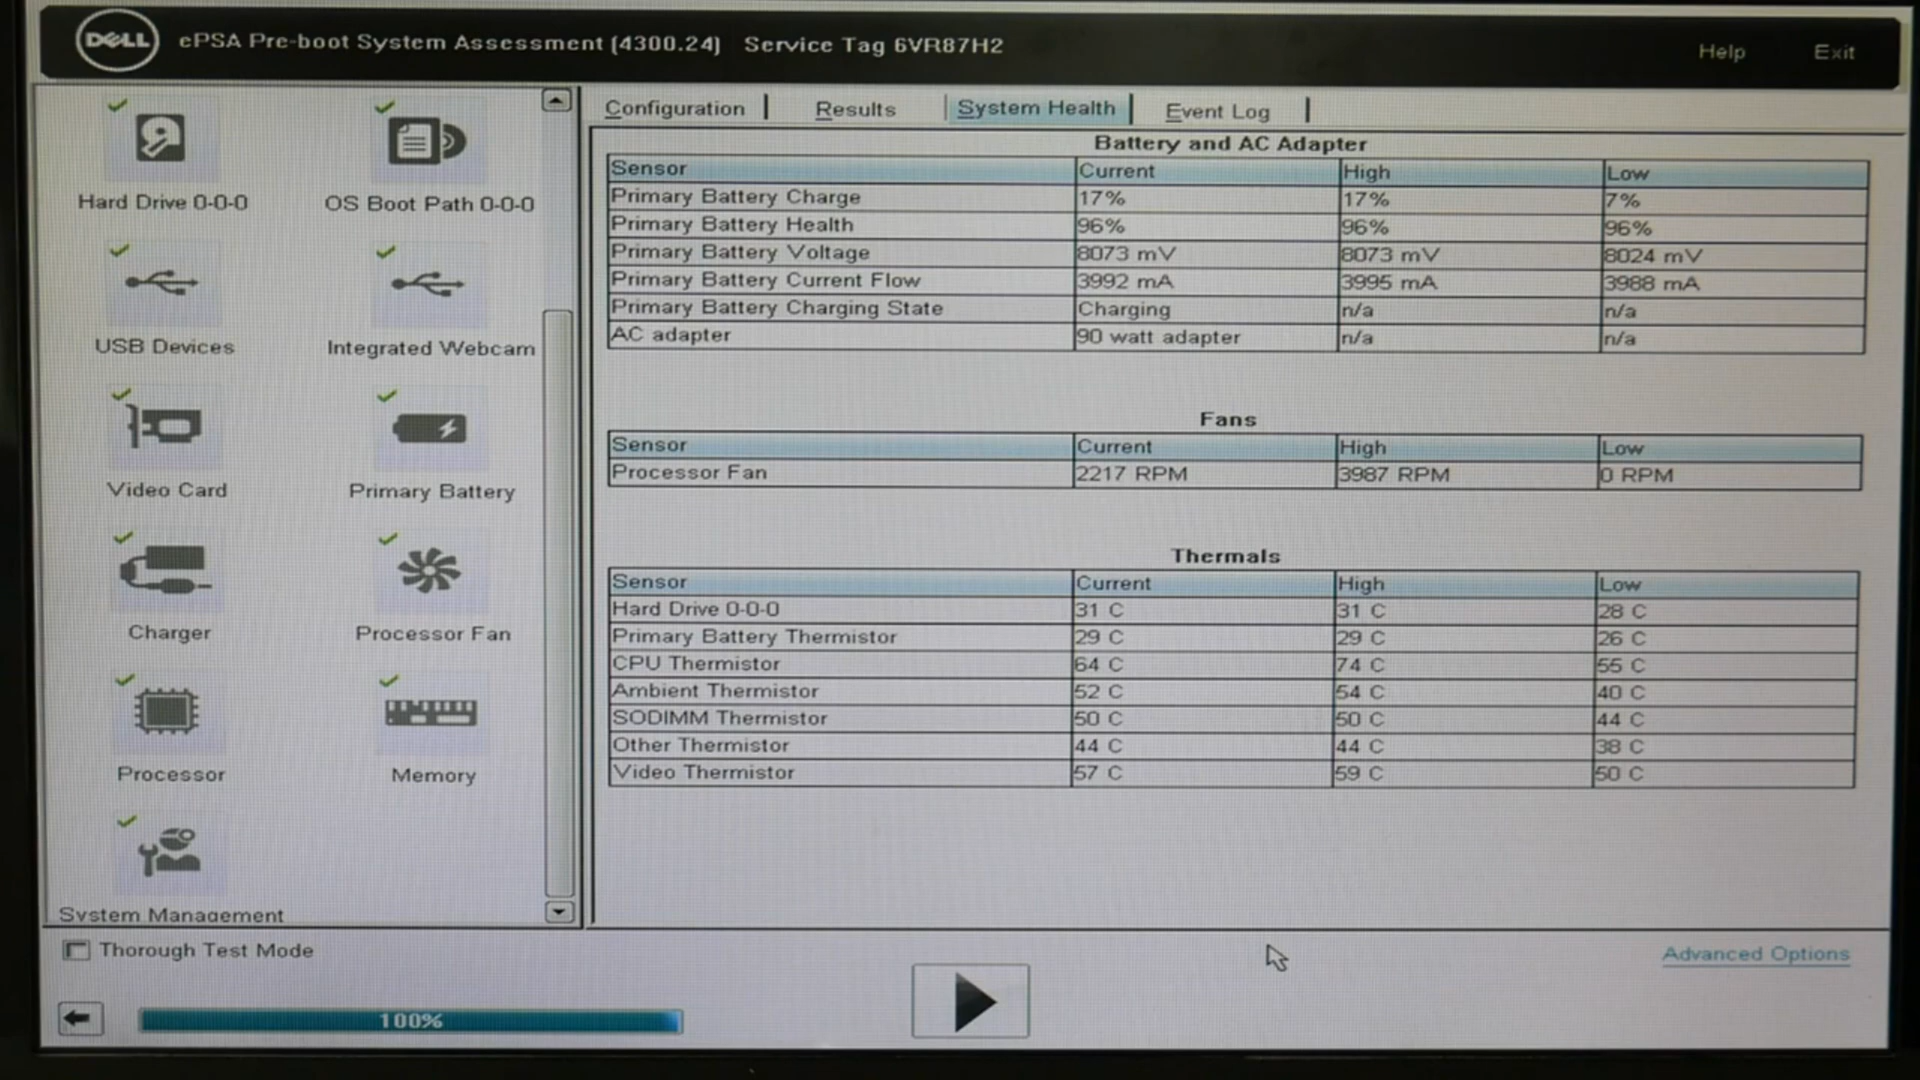 DELL ePSA Pre-boot System Assessment (4300.24) Service Tag 6VR87H2 Help Exit
Hard Drive 0-0-0 OS Boot Path 0-0-0
USB Devices Integrated Webcam
Video Card Primary Battery
Charger Processor Fan
Processor Memory
System Management
Configuration Results System Health Event Log
Battery and AC Adapter
Sensor Current High Low
Primary Battery Charge 17% 17% 7%
Primary Battery Health 96% 96% 96%
Primary Battery Voltage 8073 mV 8073 mV 8024 mV
Primary Battery Current Flow 3992 mA 3995 mA 3988 mA
Primary Battery Charging State Charging n/a n/a
AC adapter 90 watt adapter n/a n/a
Fans
Sensor Current High Low
Processor Fan 2217 RPM 3987 RPM 0 RPM
Thermals
Sensor Current High Low
Hard Drive 0-0-0 31 C 31 C 28 C
Primary Battery Thermistor 29 C 29 C 26 C
CPU Thermistor 64 C 74 C 55 C
Ambient Thermistor 52 C 54 C 40 C
SODIMM Thermistor 50 C 50 C 44 C
Other Thermistor 44 C 44 C 38 C
Video Thermistor 57 C 59 C 50 C
Thorough Test Mode
Advanced Options
100%